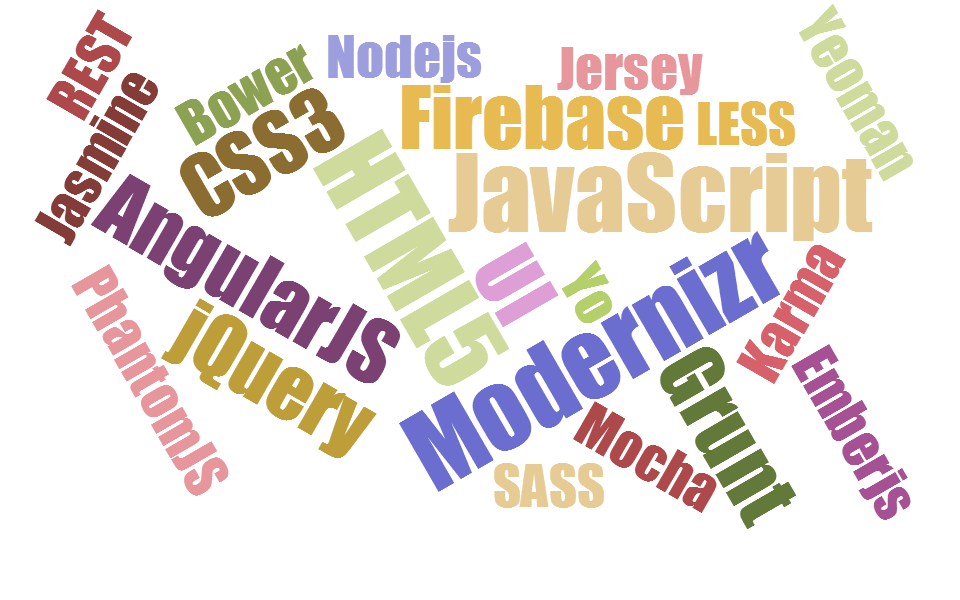 REST
Jasmine
Bower
CSS3
Nodejs
Jersey
Firebase
LESS
JavaScript
Yeoman
HTML5
AngularJS
UI
Yo
Modernizr
Karma
PhantomJS
jQuery
Grunt
Emberjs
Mocha
SASS